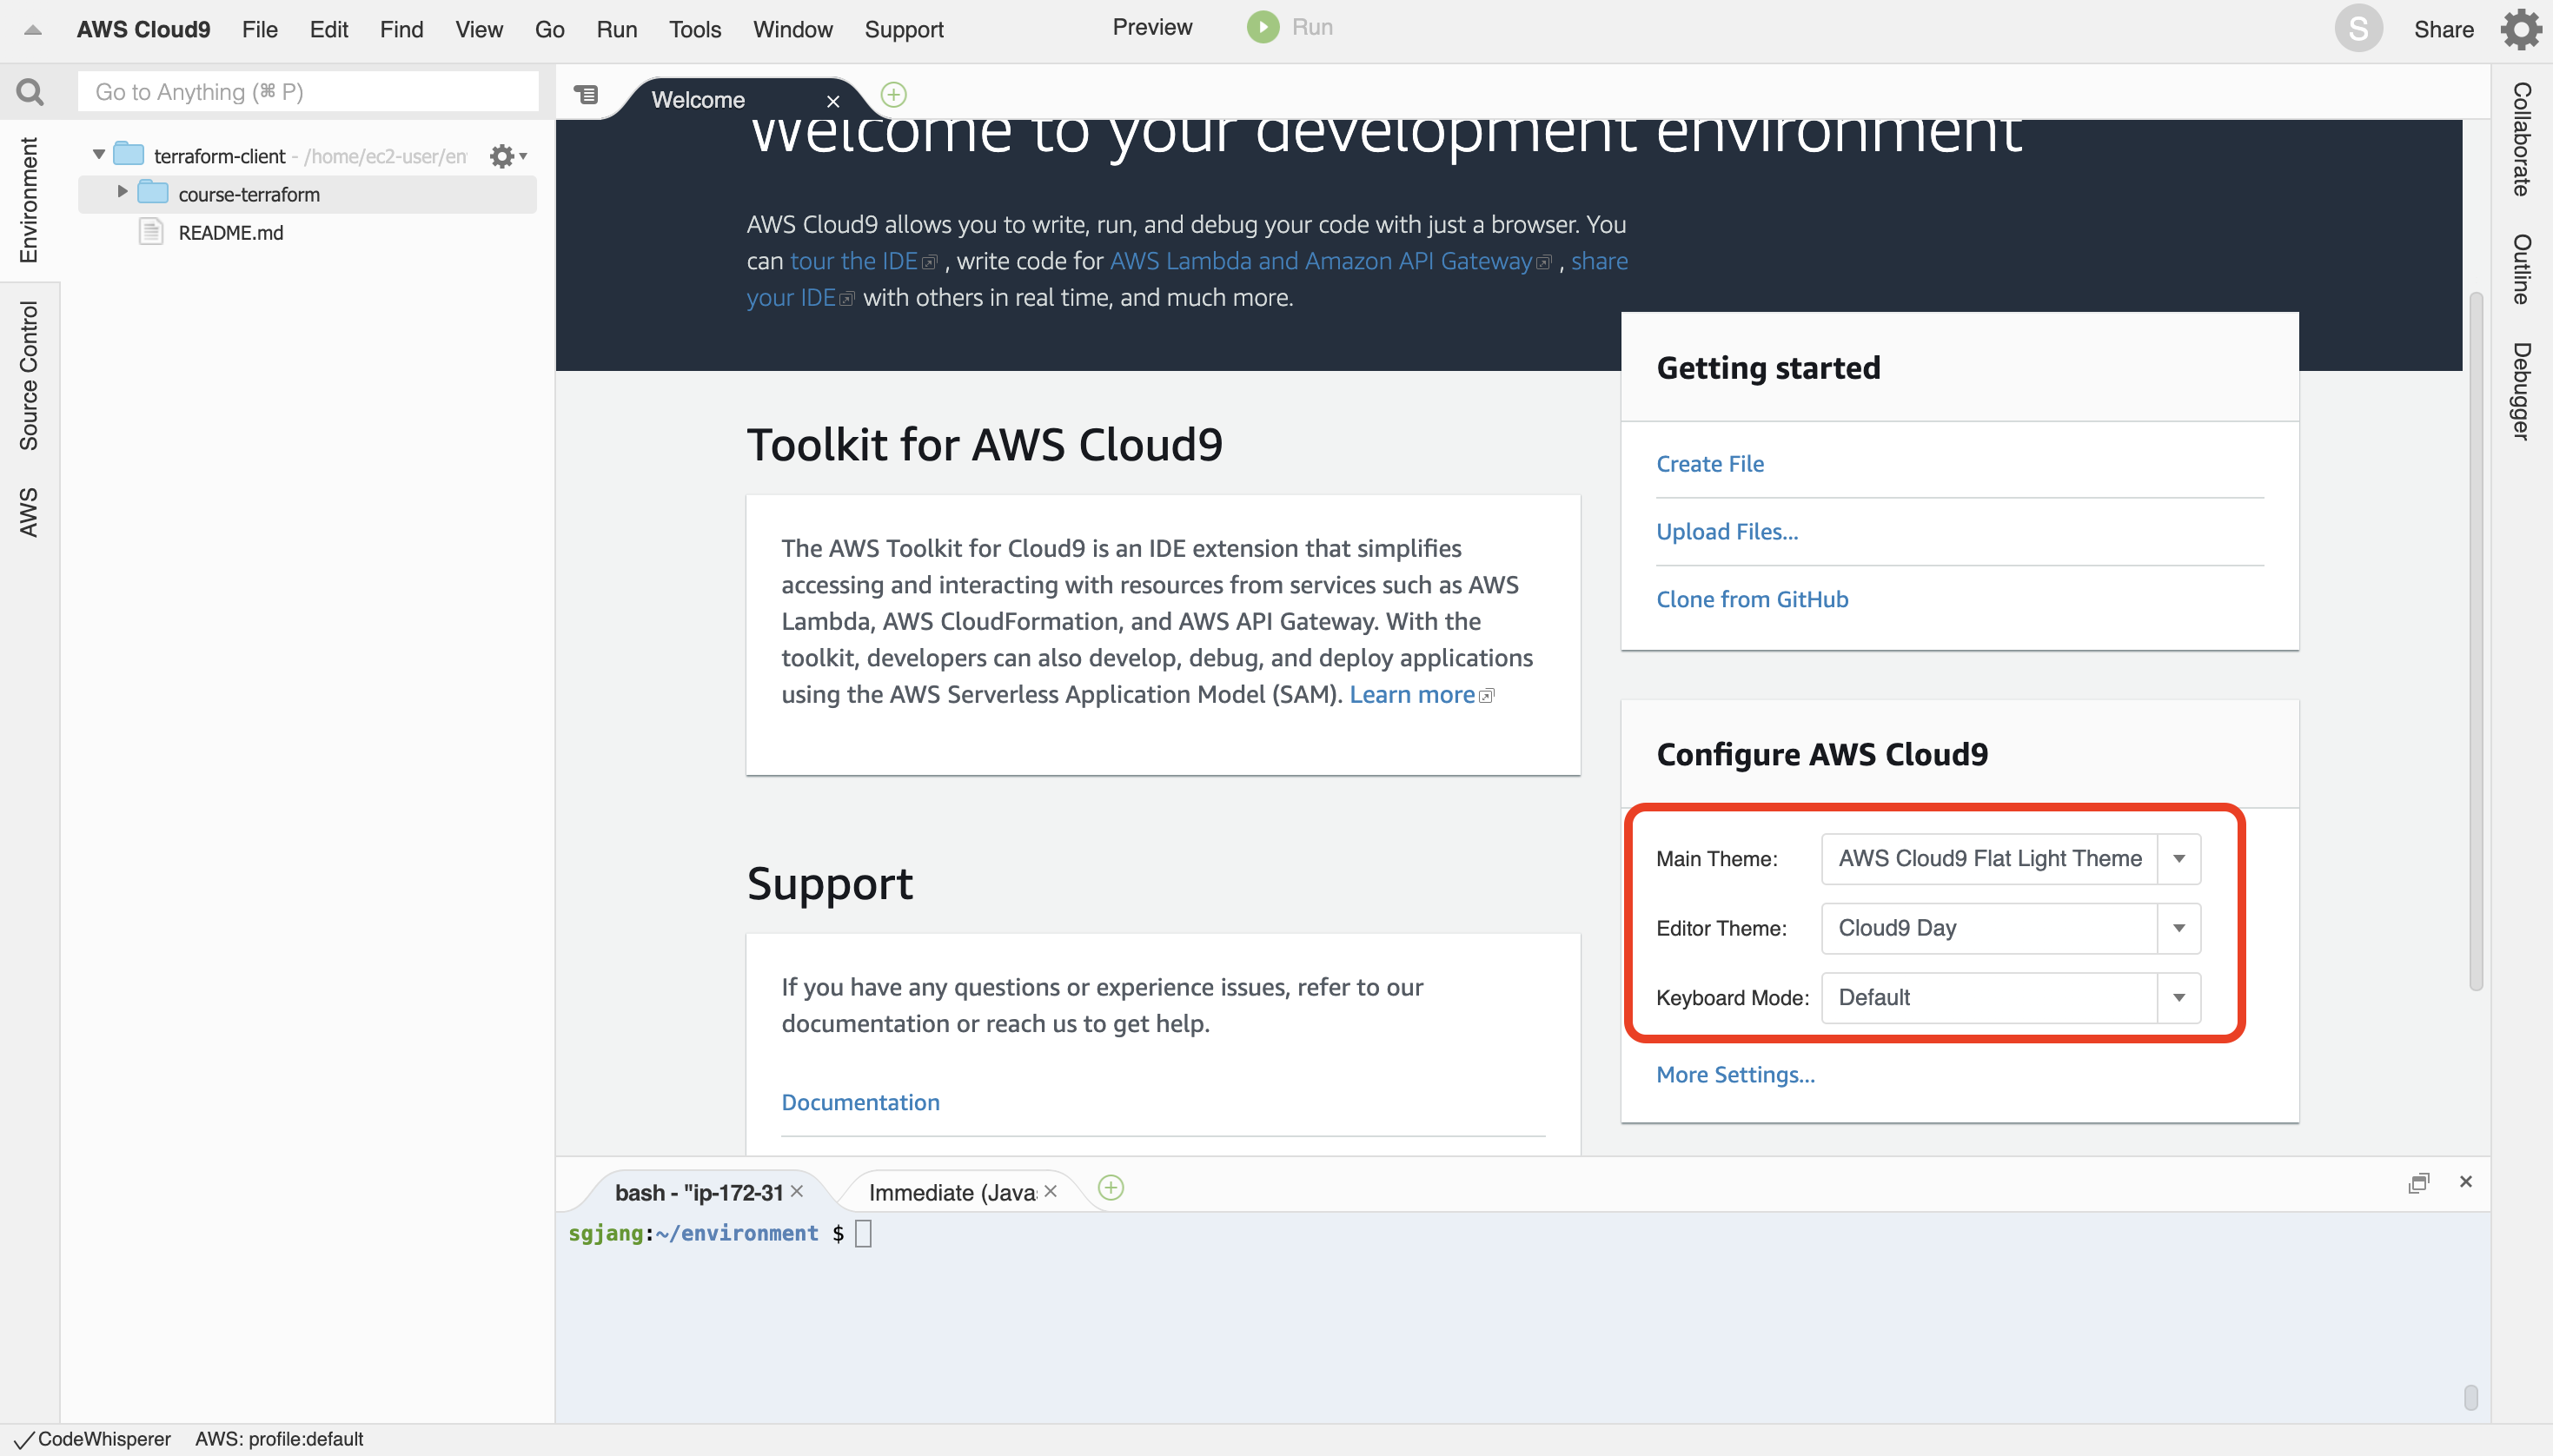 AWS Cloud9 File Edit Find View Go Run Tools Window Support Preview Run S Share
Go to Anything (⌘ P)
Welcome
Environment
Source Control
AWS
terraform-client - /home/ec2-user/en
course-terraform
README.md
Welcome to your development environment
AWS Cloud9 allows you to write, run, and debug your code with just a browser. You
can tour the IDE , write code for AWS Lambda and Amazon API Gateway , share
your IDE with others in real time, and much more.
Toolkit for AWS Cloud9
The AWS Toolkit for Cloud9 is an IDE extension that simplifies
accessing and interacting with resources from services such as AWS
Lambda, AWS CloudFormation, and AWS API Gateway. With the
toolkit, developers can also develop, debug, and deploy applications
using the AWS Serverless Application Model (SAM). Learn more
Support
If you have any questions or experience issues, refer to our
documentation or reach us to get help.
Documentation
Getting started
Create File
Upload Files...
Clone from GitHub
Configure AWS Cloud9
Main Theme: AWS Cloud9 Flat Light Theme
Editor Theme: Cloud9 Day
Keyboard Mode: Default
More Settings...
Collaborate
Outline
Debugger
bash - "ip-172-31 Immediate (Java
sgjang:~/environment $
CodeWhisperer AWS: profile:default